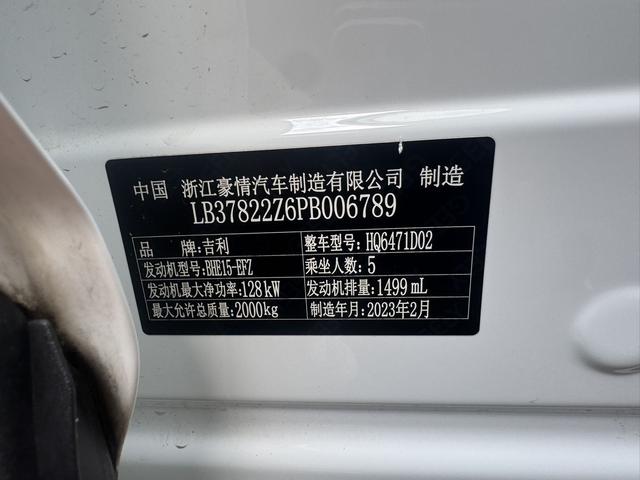 中国 浙江豪情汽车制造有限公司 制造
LB37822Z6PB006789
品 牌:吉利 整车型号:HQ6471D02
发动机型号:BHE15-EFZ 乘坐人数:5
发动机最大净功率:128kW 发动机排量:1499mL
最大允许总质量:2000kg 制造年月:2023年2月